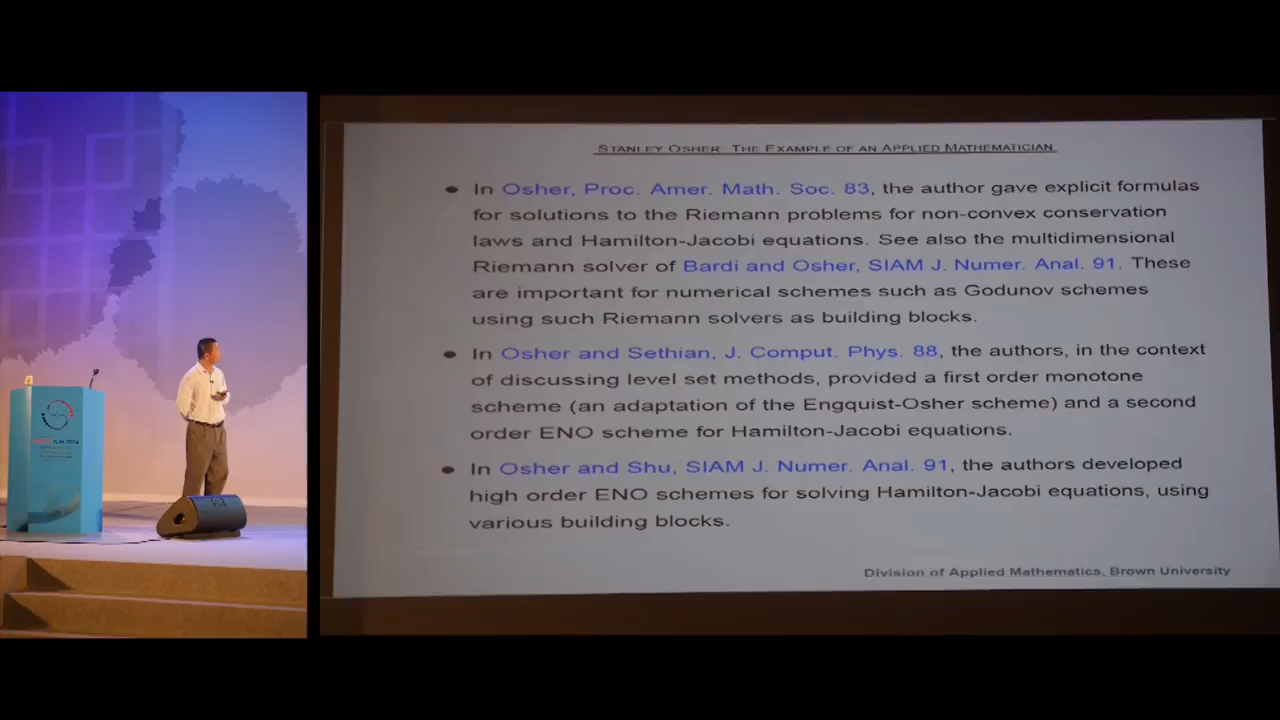 STANLEY OSHER: THE EXAMPLE OF AN APPLIED MATHEMATICIAN
● In Osher, Proc. Amer. Math. Soc. 83, the author gave explicit formulas
for solutions to the Riemann problems for non-convex conservation
laws and Hamilton-Jacobi equations. See also the multidimensional
Riemann solver of Bardi and Osher, SIAM J. Numer. Anal. 91. These
are important for numerical schemes such as Godunov schemes
using such Riemann solvers as building blocks.
● In Osher and Sethian, J. Comput. Phys. 88, the authors, in the context
of discussing level set methods, provided a first order monotone
scheme (an adaptation of the Engquist-Osher scheme) and a second
order ENO scheme for Hamilton-Jacobi equations.
● In Osher and Shu, SIAM J. Numer. Anal. 91, the authors developed
high order ENO schemes for solving Hamilton-Jacobi equations, using
various building blocks.
Division of Applied Mathematics, Brown University